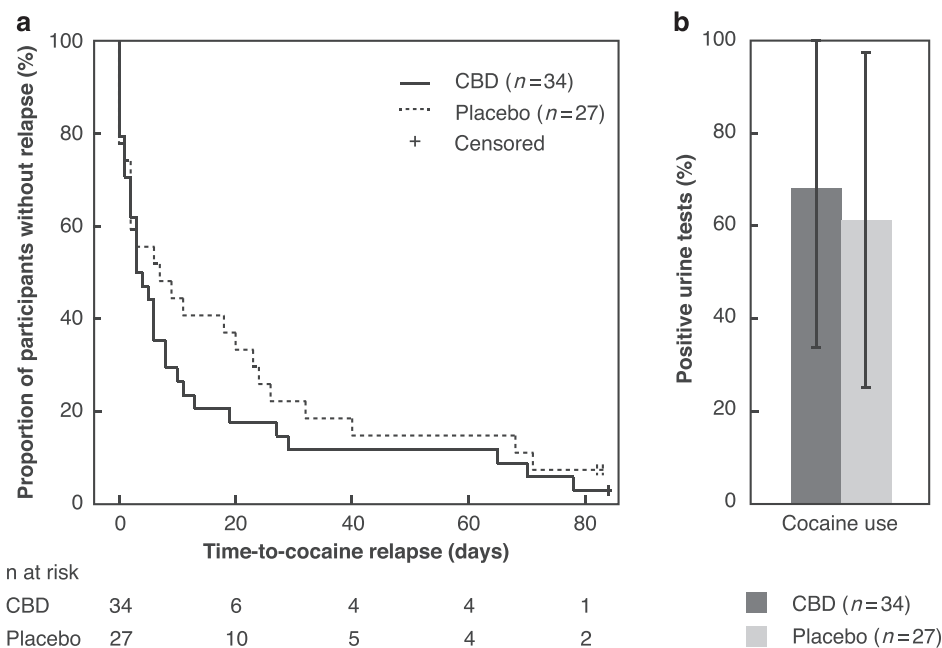 a
Proportion of participants without relapse (%)
100
80
60
40
20
0
CBD (n=34)
Placebo (n=27)
+ Censored
0 20 40 60 80
Time-to-cocaine relapse (days)
n at risk
CBD 34 6 4 4 1
Placebo 27 10 5 4 2
b
Positive urine tests (%)
100
80
60
40
20
0
Cocaine use
CBD (n=34)
Placebo (n=27)